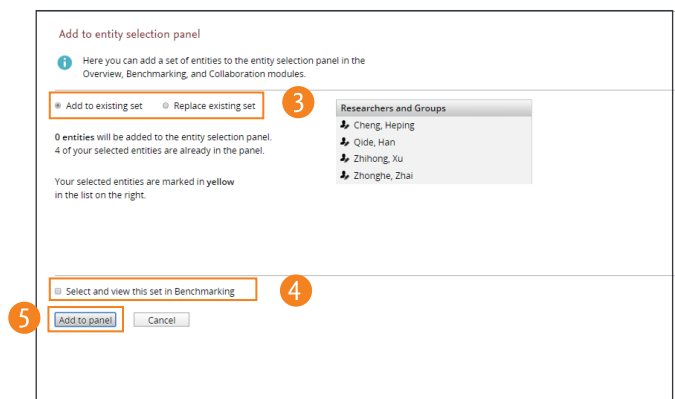 Add to entity selection panel
Here you can add a set of entities to the entity selection panel in the
Overview, Benchmarking, and Collaboration modules.
Add to existing set
Replace existing set
3
0 entities will be added to the entity selection panel.
4 of your selected entities are already in the panel.
Your selected entities are marked in yellow
in the list on the right.
Researchers and Groups
Cheng, Heping
Qide, Han
Zhihong, Xu
Zhonghe, Zhai
Select and view this set in Benchmarking
4
5
Add to panel
Cancel